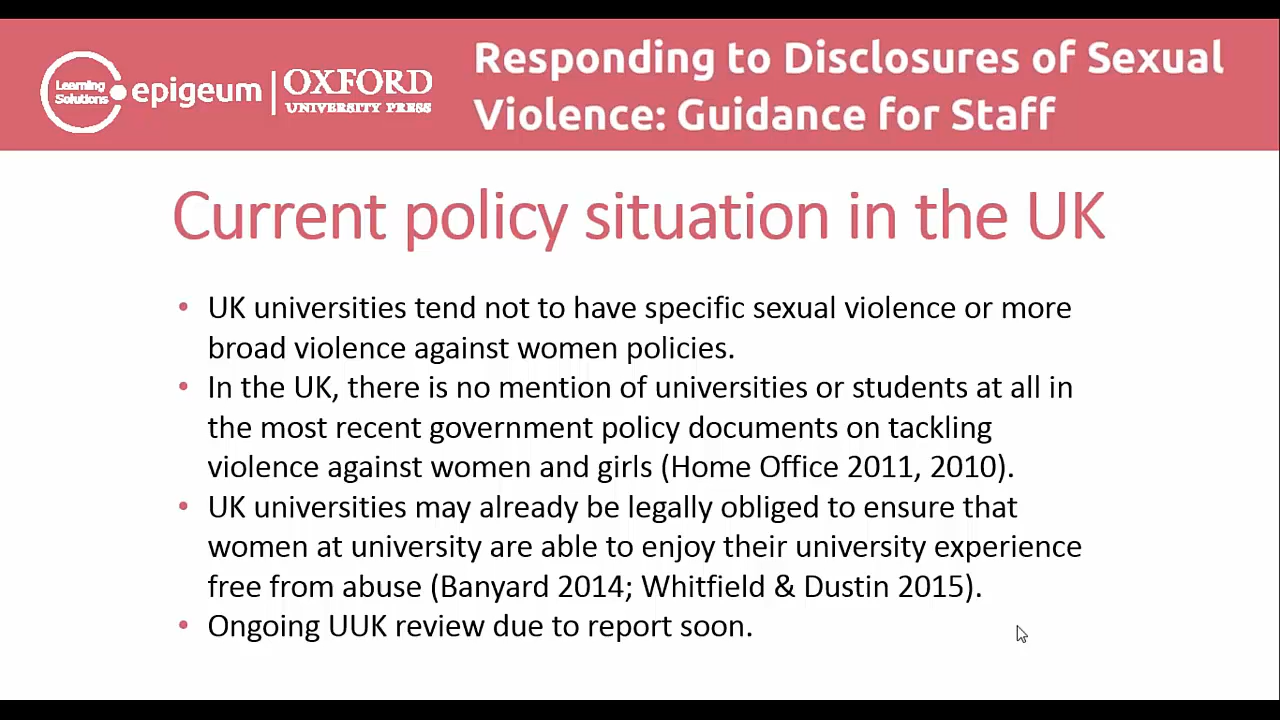 Learning
Solutions
epigeum
OXFORD
UNIVERSITY PRESS
Responding to Disclosures of Sexual
Violence: Guidance for Staff
Current policy situation in the UK
• UK universities tend not to have specific sexual violence or more
broad violence against women policies.
• In the UK, there is no mention of universities or students at all in
the most recent government policy documents on tackling
violence against women and girls (Home Office 2011, 2010).
• UK universities may already be legally obliged to ensure that
women at university are able to enjoy their university experience
free from abuse (Banyard 2014; Whitfield & Dustin 2015).
• Ongoing UUK review due to report soon.